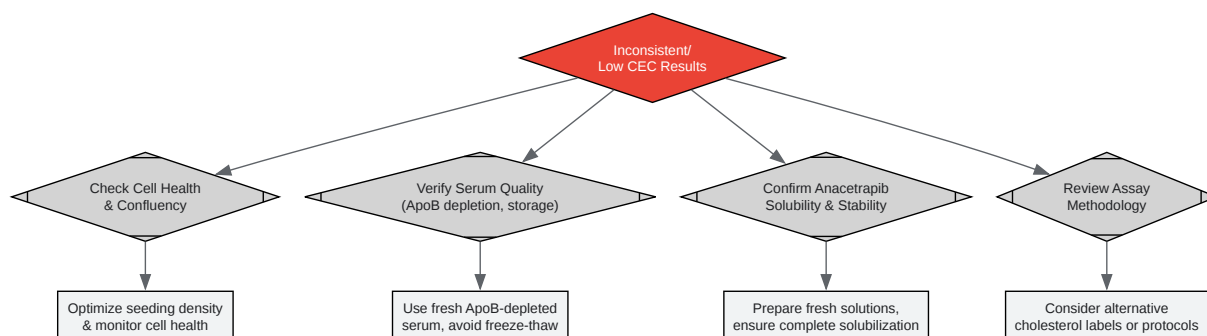 Inconsistent/
Low CEC Results
Check Cell Health
& Confluency
Verify Serum Quality
(ApoB depletion, storage)
Confirm Anacetrapib
Solubility & Stability
Review Assay
Methodology
Optimize seeding density
& monitor cell health
Use fresh ApoB-depleted
serum, avoid freeze-thaw
Prepare fresh solutions,
ensure complete solubilization
Consider alternative
cholesterol labels or protocols